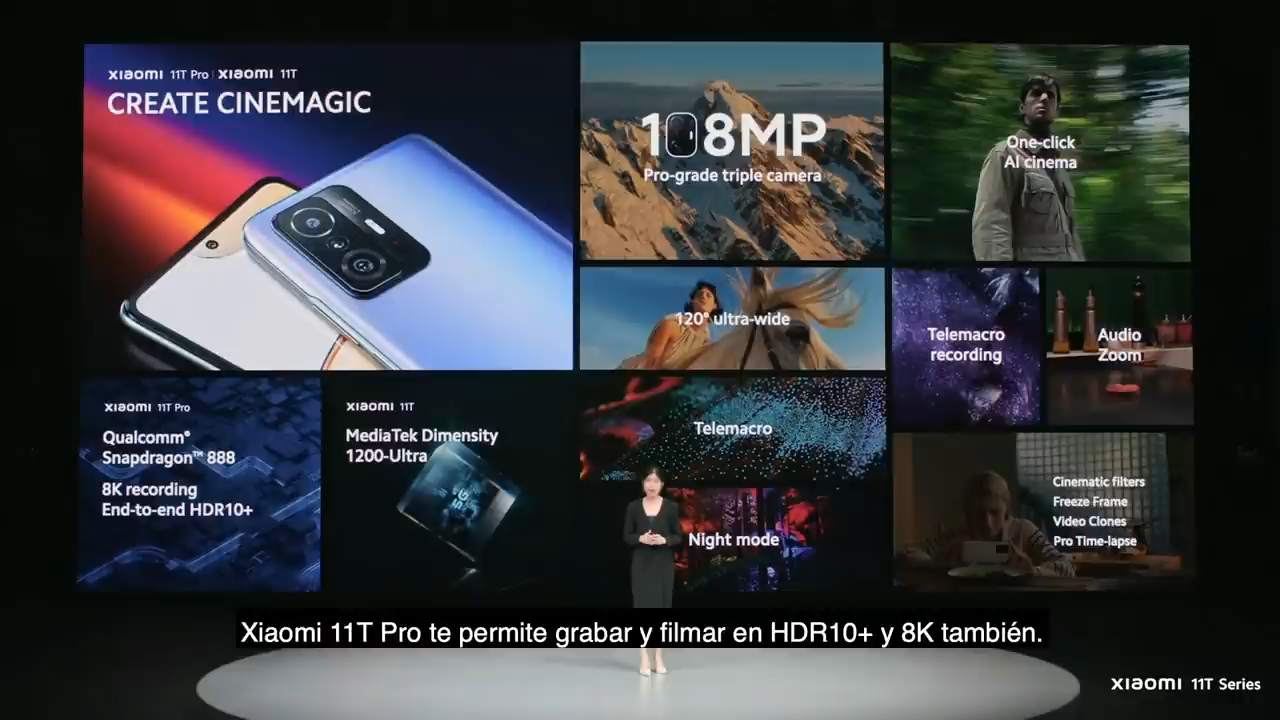 xiaomi 11T Pro | xiaomi 11T
CREATE CINEMAGIC
108MP
Pro-grade triple camera
One-click
AI cinema
120° ultra-wide
Telemacro
recording
Audio
Zoom
xiaomi 11T Pro
Qualcomm®
Snapdragon™ 888
8K recording
End-to-end HDR10+
xiaomi 11T
MediaTek Dimensity
1200-Ultra
5G
Telemacro
Night mode
Cinematic filters
Freeze Frame
Video Clones
Pro Time-lapse
Xiaomi 11T Pro te permite grabar y filmar en HDR10+ y 8K también.
xiaomi 11T Series